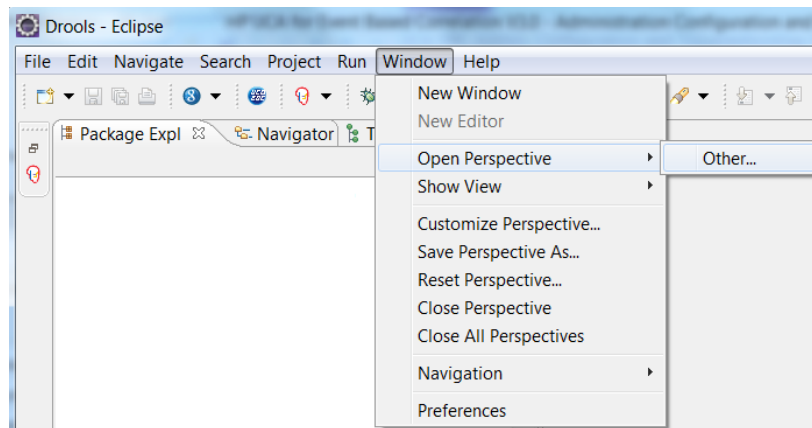 Drools - Eclipse
File Edit Navigate Search Project Run Window Help
Package Expl Navigator T
New Window
New Editor
Open Perspective
Other...
Show View
Customize Perspective...
Save Perspective As...
Reset Perspective...
Close Perspective
Close All Perspectives
Navigation
Preferences